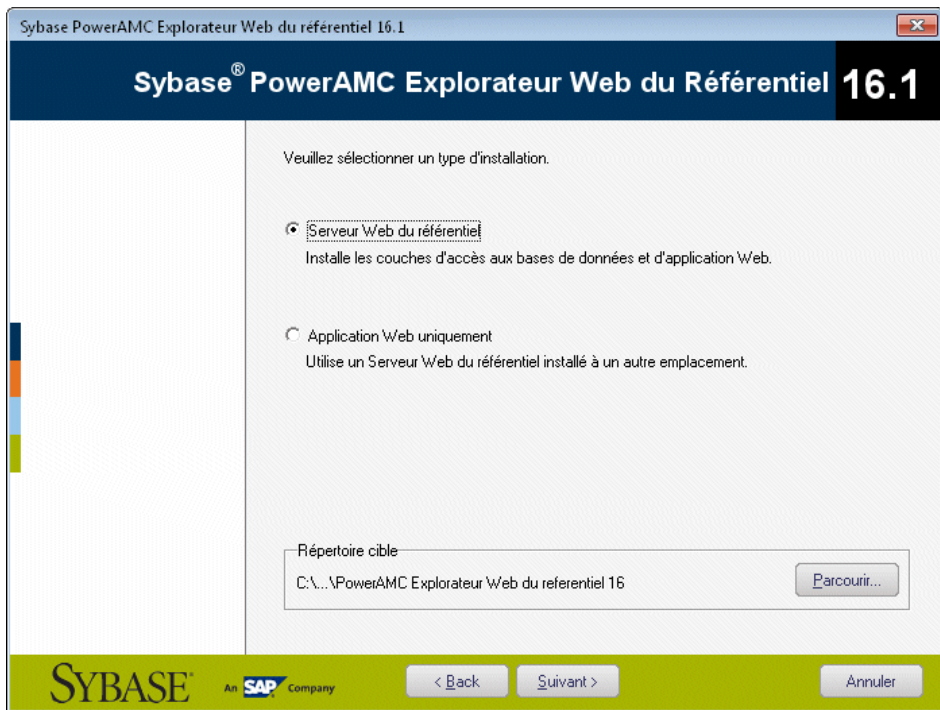 Sybase PowerAMC Explorateur Web du référentiel 16.1
Sybase® PowerAMC Explorateur Web du Référentiel 16.1
Veuillez sélectionner un type d'installation.
Serveur Web du référentiel
Installe les couches d'accès aux bases de données et d'application Web.
Application Web uniquement
Utilise un Serveur Web du référentiel installé à un autre emplacement.
Répertoire cible
C:\...\PowerAMC Explorateur Web du referentiel 16
Parcourir...
SYBASE An SAP Company
< Back
Suivant >
Annuler